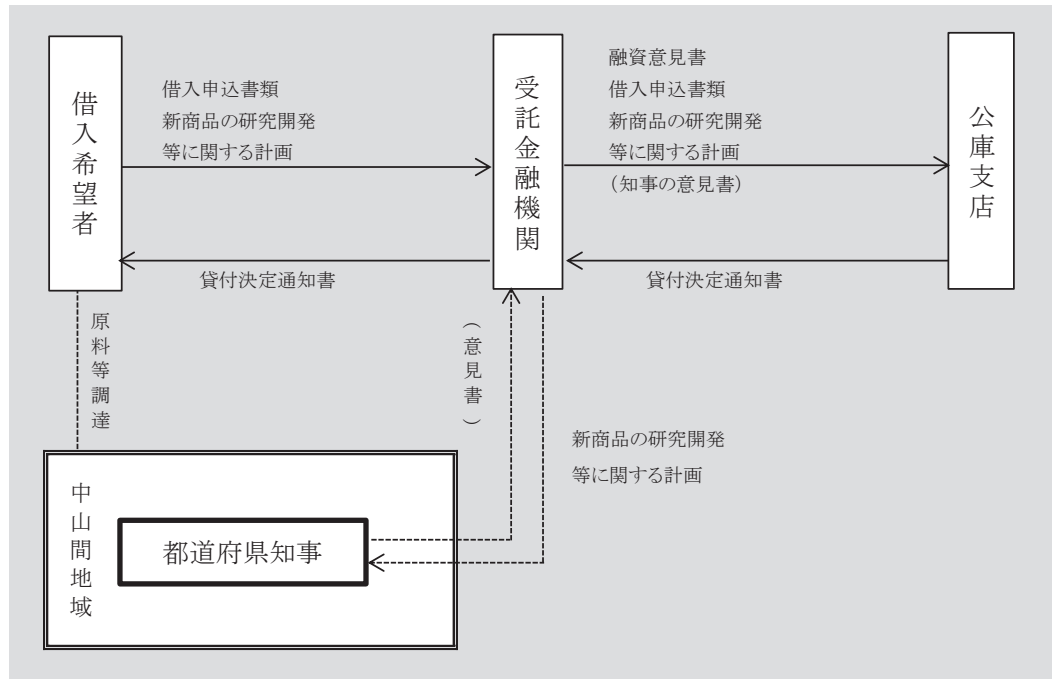 借入希望者
借入申込書類
新商品の研究開発
等に関する計画
受託金融機関
融資意見書
借入申込書類
新商品の研究開発
等に関する計画
（知事の意見書）
公庫支店
貸付決定通知書
貸付決定通知書
原料等調達
（意見書）
新商品の研究開発
等に関する計画
中山間地域
都道府県知事